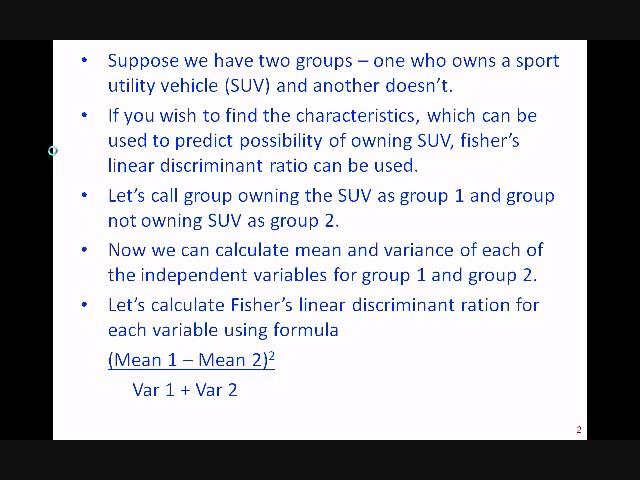 • Suppose we have two groups – one who owns a sport
utility vehicle (SUV) and another doesn't.
• If you wish to find the characteristics, which can be
used to predict possibility of owning SUV, fisher's
linear discriminant ratio can be used.
• Let's call group owning the SUV as group 1 and group
not owning SUV as group 2.
• Now we can calculate mean and variance of each of
the independent variables for group 1 and group 2.
• Let's calculate Fisher's linear discriminant ration for
each variable using formula
(Mean 1 – Mean 2)²
Var 1 + Var 2
2